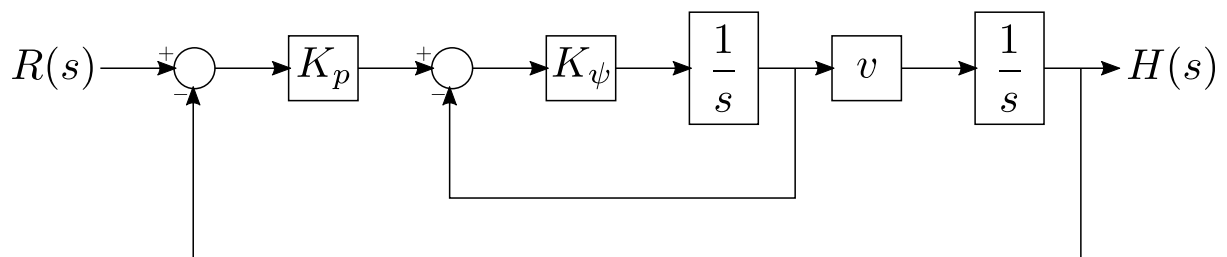 R(s) + − K_p + − K_ψ 1/s v 1/s H(s)